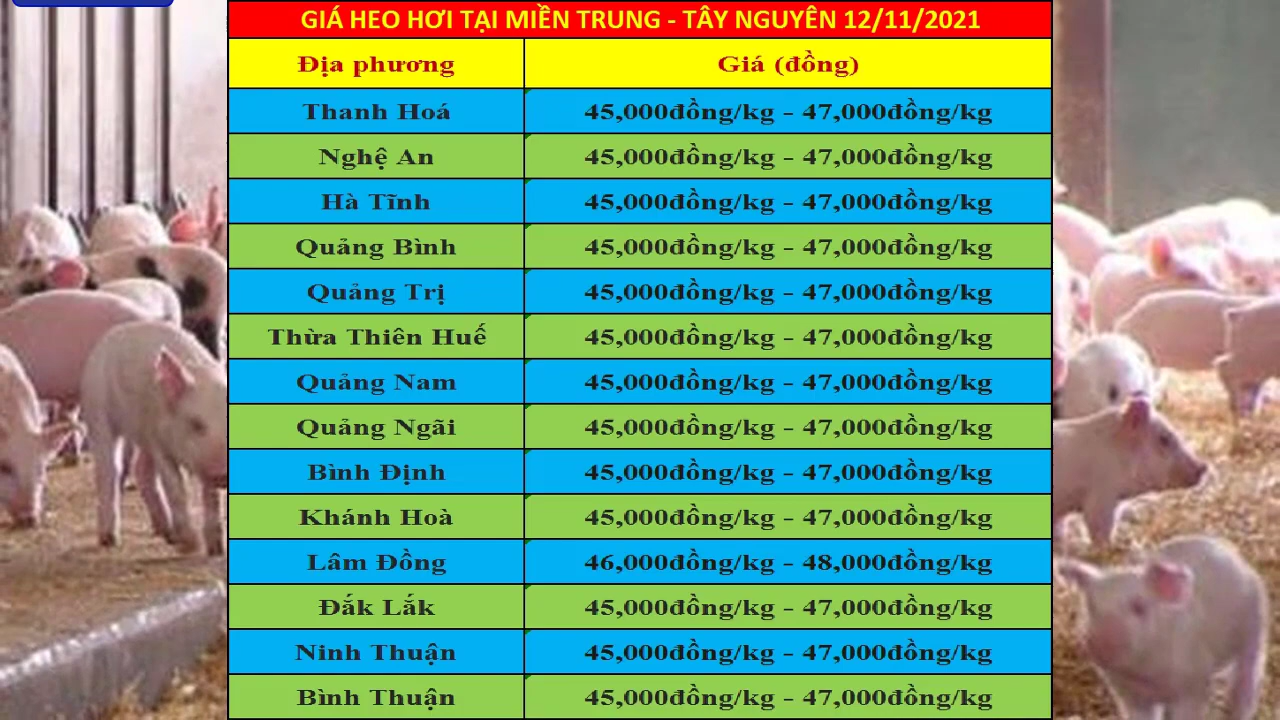 GIÁ HEO HƠI TẠI MIỀN TRUNG - TÂY NGUYÊN 12/11/2021
Địa phương Giá (đồng)
Thanh Hoá 45,000đồng/kg - 47,000đồng/kg
Nghệ An 45,000đồng/kg - 47,000đồng/kg
Hà Tĩnh 45,000đồng/kg - 47,000đồng/kg
Quảng Bình 45,000đồng/kg - 47,000đồng/kg
Quảng Trị 45,000đồng/kg - 47,000đồng/kg
Thừa Thiên Huế 45,000đồng/kg - 47,000đồng/kg
Quảng Nam 45,000đồng/kg - 47,000đồng/kg
Quảng Ngãi 45,000đồng/kg - 47,000đồng/kg
Bình Định 45,000đồng/kg - 47,000đồng/kg
Khánh Hoà 45,000đồng/kg - 47,000đồng/kg
Lâm Đồng 46,000đồng/kg - 48,000đồng/kg
Đắk Lắk 45,000đồng/kg - 47,000đồng/kg
Ninh Thuận 45,000đồng/kg - 47,000đồng/kg
Bình Thuận 45,000đồng/kg - 47,000đồng/kg